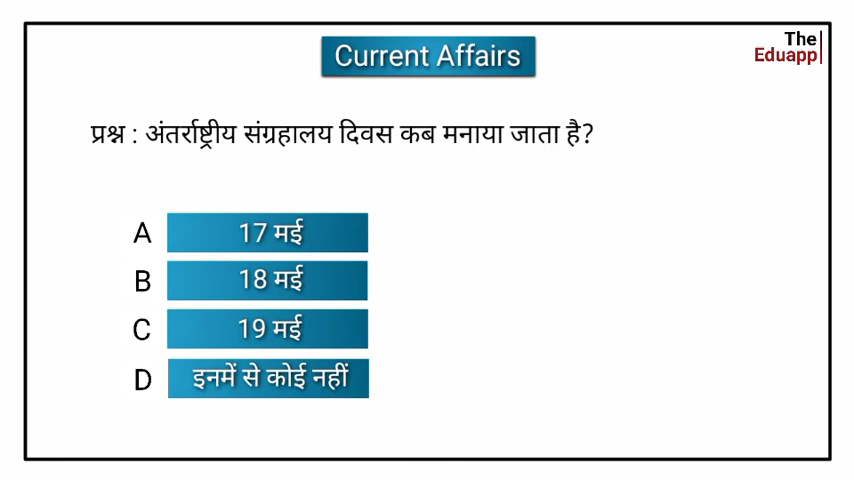 Current Affairs
The
Eduapp
प्रश्न : अंतर्राष्ट्रीय संग्रहालय दिवस कब मनाया जाता है?
A 17 मई
B 18 मई
C 19 मई
D इनमें से कोई नहीं